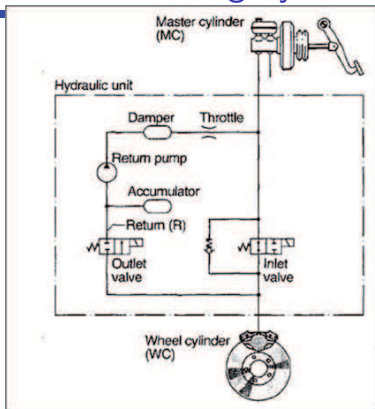 Master cylinder
(MC)
Hydraulic unit
Damper Throttle
Return pump
Accumulator
Return (R)
Outlet
valve
Inlet
valve
Wheel cylinder
(WC)